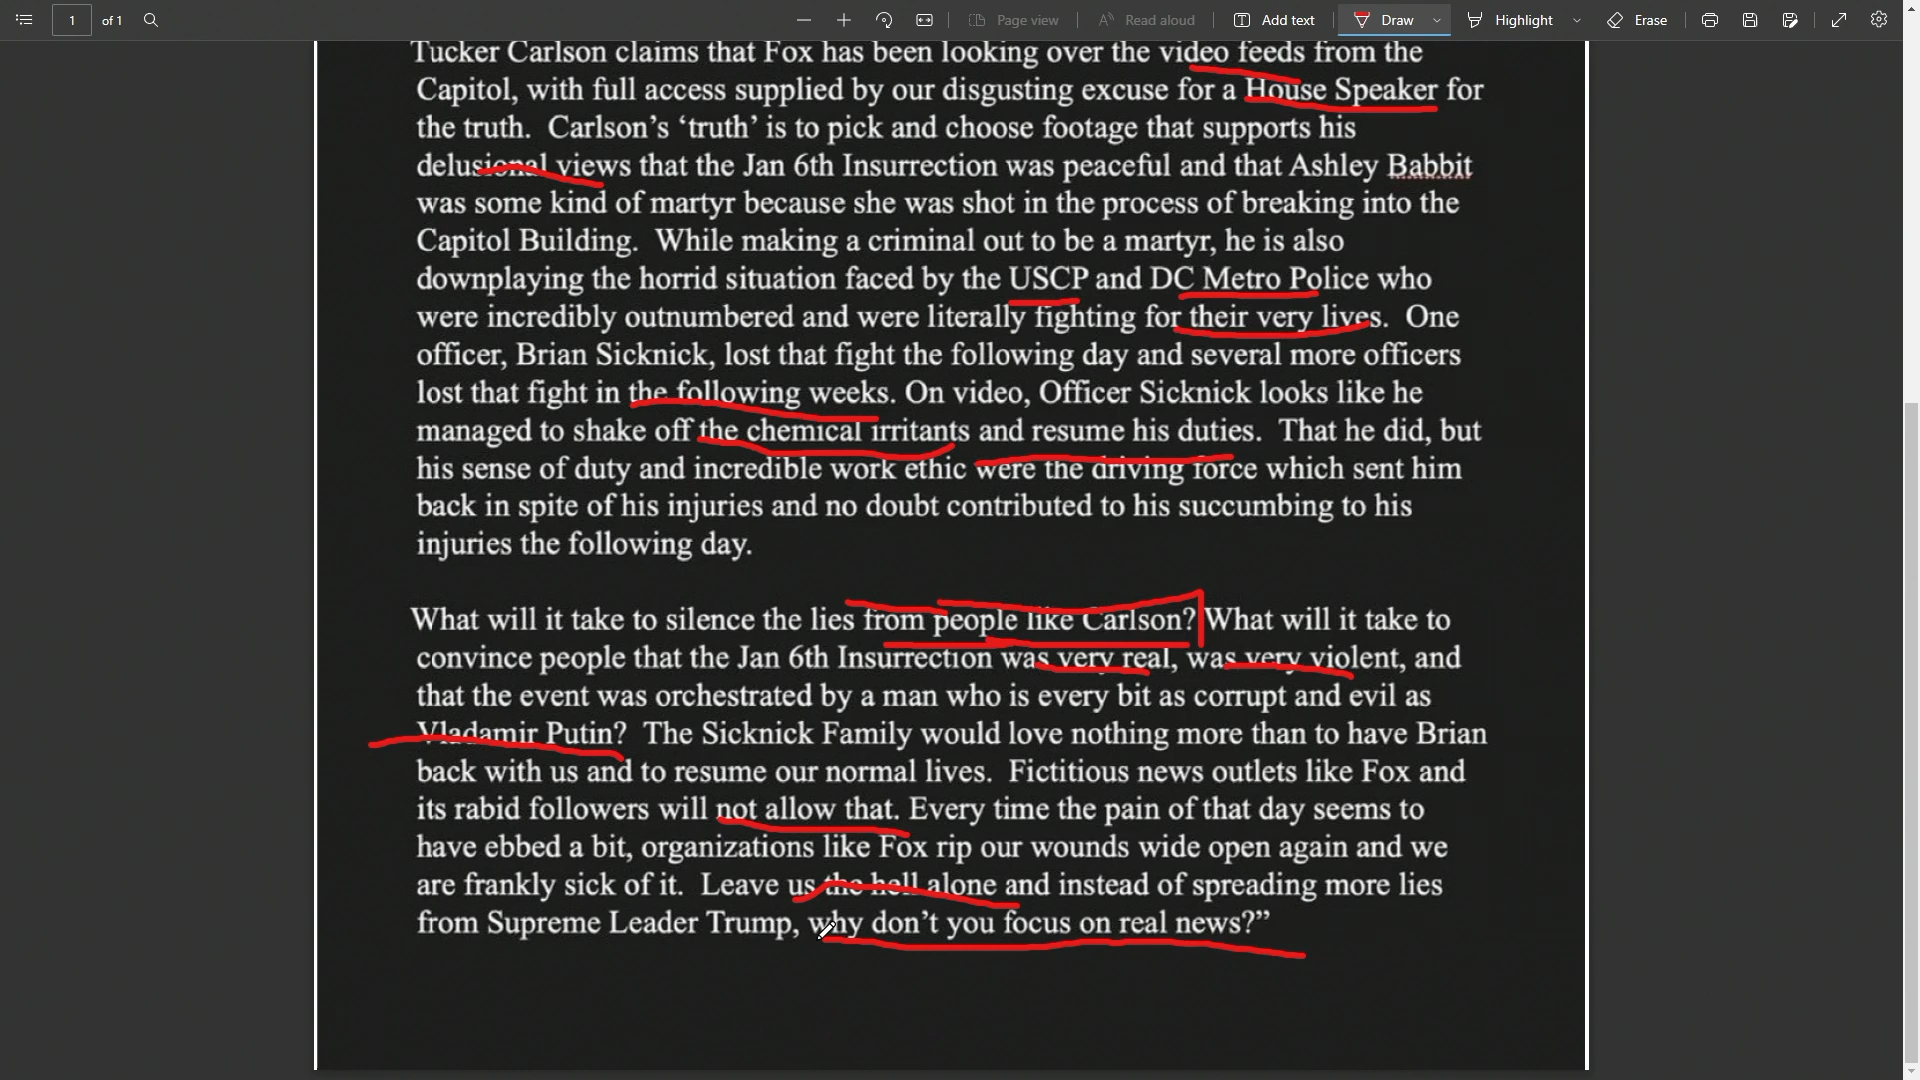 1 of 1 Page view Read aloud Add text Draw Highlight Erase
Tucker Carlson claims that Fox has been looking over the video feeds from the
Capitol, with full access supplied by our disgusting excuse for a House Speaker for
the truth.  Carlson’s ‘truth’ is to pick and choose footage that supports his
delusional views that the Jan 6th Insurrection was peaceful and that Ashley Babbit
was some kind of martyr because she was shot in the process of breaking into the
Capitol Building.  While making a criminal out to be a martyr, he is also
downplaying the horrid situation faced by the USCP and DC Metro Police who
were incredibly outnumbered and were literally fighting for their very lives.  One
officer, Brian Sicknick, lost that fight the following day and several more officers
lost that fight in the following weeks. On video, Officer Sicknick looks like he
managed to shake off the chemical irritants and resume his duties.  That he did, but
his sense of duty and incredible work ethic were the driving force which sent him
back in spite of his injuries and no doubt contributed to his succumbing to his
injuries the following day.
What will it take to silence the lies from people like Carlson? What will it take to
convince people that the Jan 6th Insurrection was very real, was very violent, and
that the event was orchestrated by a man who is every bit as corrupt and evil as
Vladamir Putin?  The Sicknick Family would love nothing more than to have Brian
back with us and to resume our normal lives.  Fictitious news outlets like Fox and
its rabid followers will not allow that. Every time the pain of that day seems to
have ebbed a bit, organizations like Fox rip our wounds wide open again and we
are frankly sick of it.  Leave us the hell alone and instead of spreading more lies
from Supreme Leader Trump, why don’t you focus on real news?”